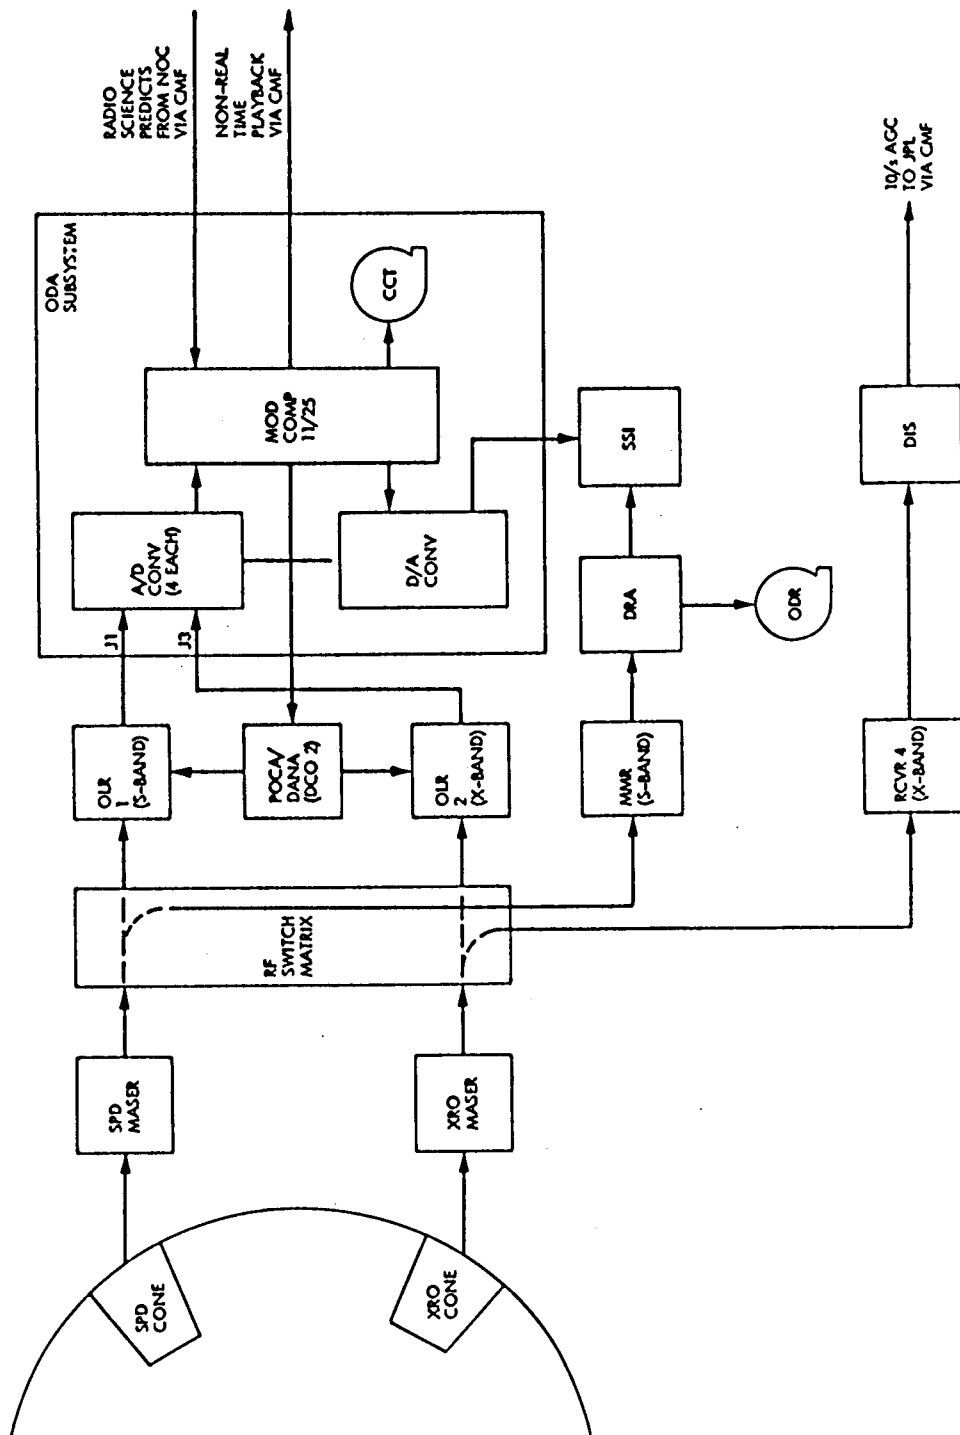 SPD
CONE
XRO
CONE
SPD
MASER
XRO
MASER
RF
SWITCH
MATRIX
OLR
1
(S-BAND)
POCA/
DANA
(DCO 2)
OLR
2
(X-BAND)
MMR
(S-BAND)
RCVR 4
(X-BAND)
J1
J3
ODA
SUBSYSTEM
A/D
CONV
(4 EACH)
D/A
CONV
MOD
COMP
11/25
CCT
DRA
ODR
SSI
DIS
RADIO
SCIENCE
PREDICTS
FROM NOC
VIA CMF
NON-REAL
TIME
PLAYBACK
VIA CMF
10/s AGC
TO JPL
VIA CMF